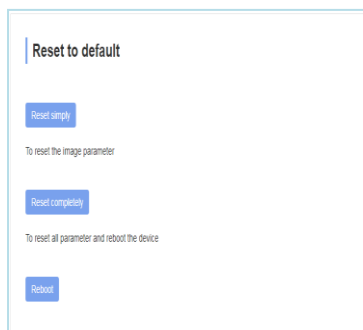 Reset to default
Reset simply
To reset the image parameter
Reset completely
To reset all parameter and reboot the device
Reboot